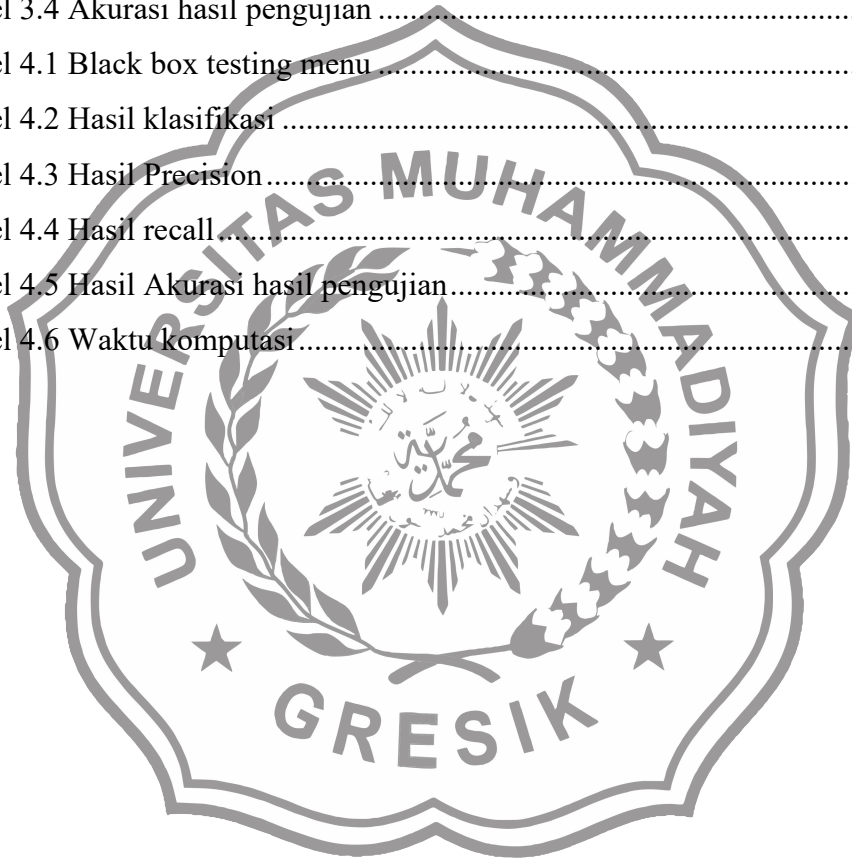 el 3.4 Akurasi hasil pengujian
el 4.1 Black box testing menu
el 4.2 Hasil klasifikasi
el 4.3 Hasil Precision
el 4.4 Hasil recall
el 4.5 Hasil Akurasi hasil pengujian
el 4.6 Waktu komputasi
UNIVERSITAS MUHAMMADIYAH
محمدية
GRESIK